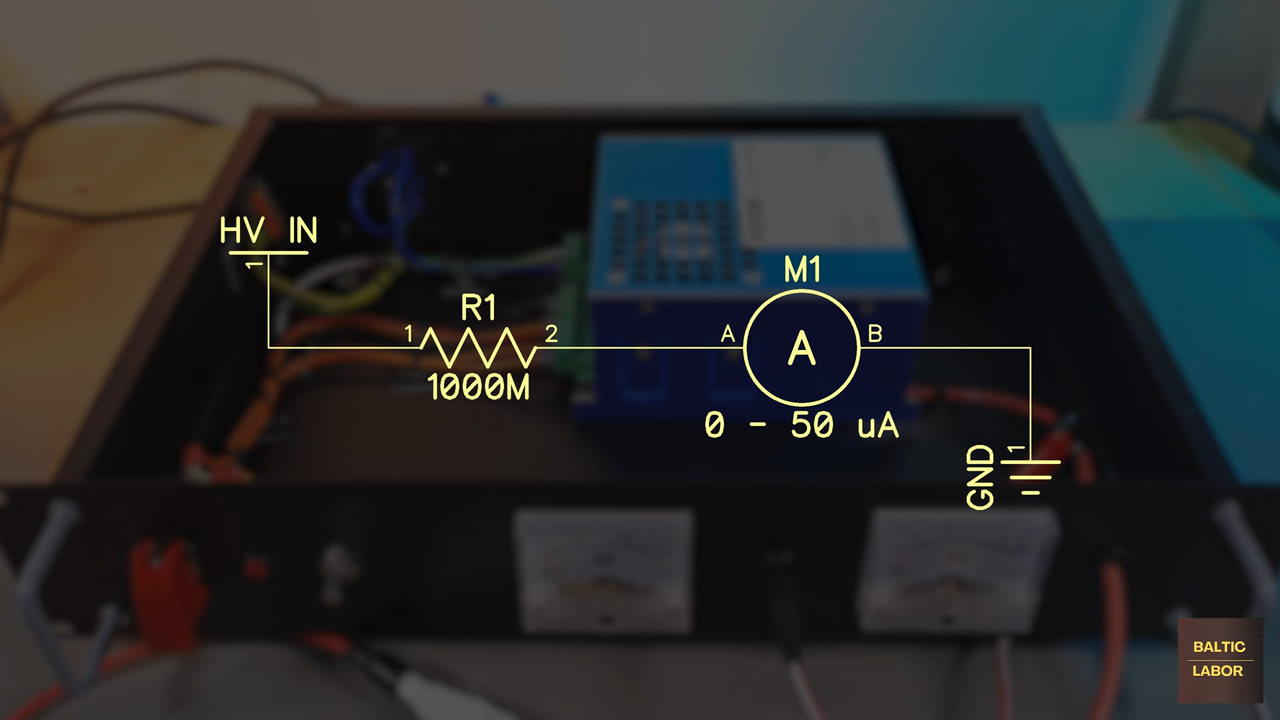 HV IN
1
R1
1
2
1000M
M1
A
A
B
0 - 50 uA
GND
1
BALTIC
LABOR